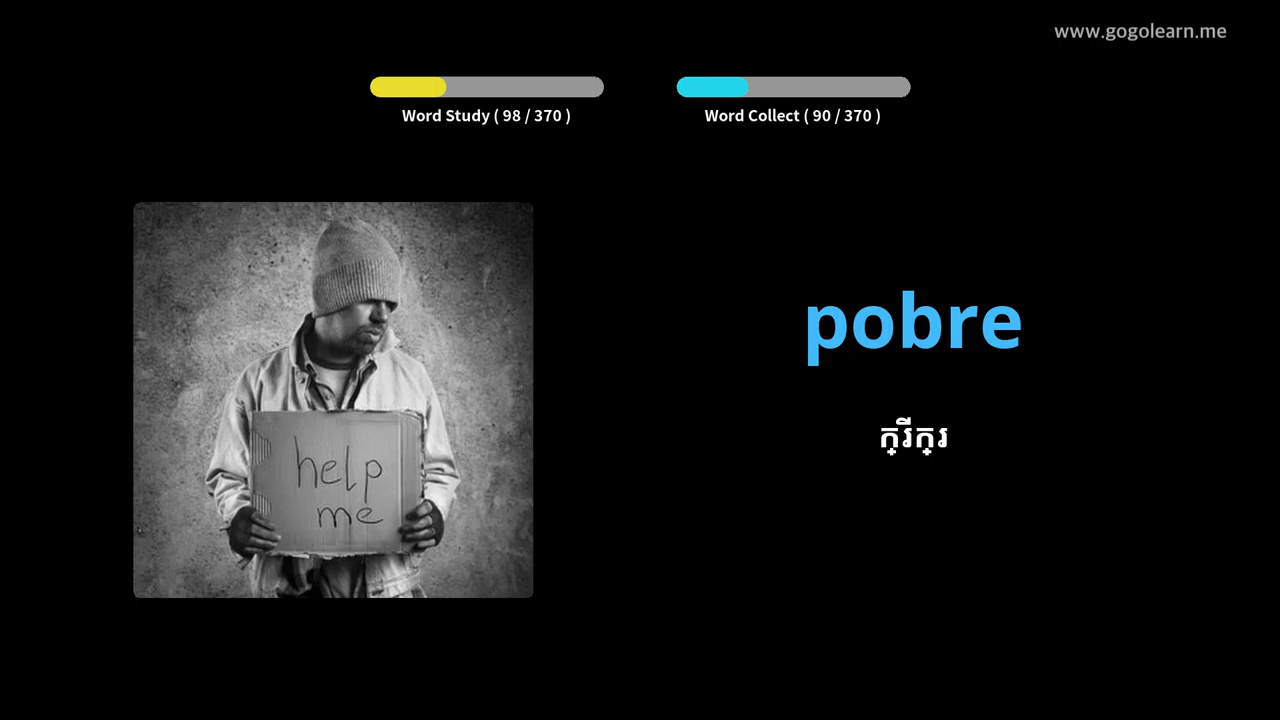 www.gogolearn.me
Word Study ( 98 / 370 )
Word Collect ( 90 / 370 )
help
me
pobre
ក្រីក្រ